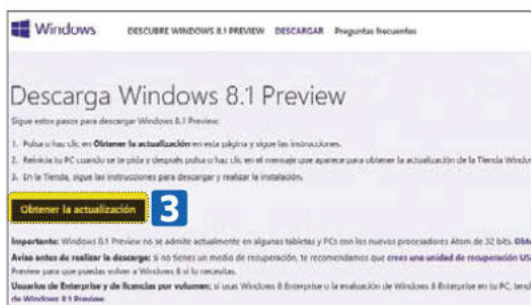 Windows
DESCUBRE WINDOWS 8.1 PREVIEW DESCARGAR Preguntas frecuentes
Descarga Windows 8.1 Preview
Sigue estos pasos para descargar Windows 8.1 Preview:
1. Pulsa o haz clic en Obtener la actualización en esta página y sigue las instrucciones.
2. Reinicia tu PC cuando se te pida y después pulsa o haz clic en el mensaje que aparece para obtener la actualización de la Tienda Windo
3. En la Tienda, sigue las instrucciones para descargar y realizar la instalación.
Obtener la actualización
3
Importante: Windows 8.1 Preview no se admite actualmente en algunas tabletas y PCs con los nuevos procesadores Atom de 32 bits. Obte
Aviso antes de realizar la descarga: si no tienes un medio de recuperación, te recomendamos que crees una unidad de recuperación US
Preview para que puedas volver a Windows 8 si lo necesitas.
Usuarios de Enterprise y de licencias por volumen: si usas Windows 8 Enterprise o la evaluación de Windows 8 Enterprise en tu PC, tend
de Windows 8.1 Preview